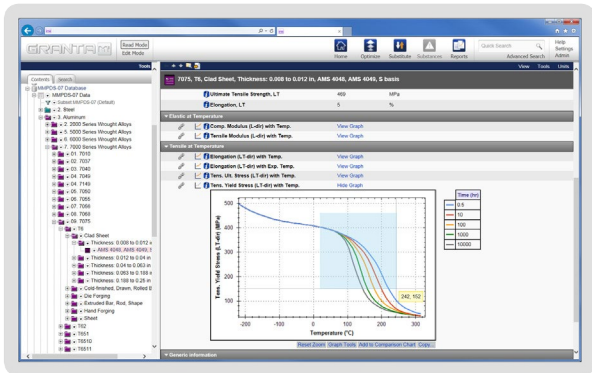 GRANTA MI
Read Mode
Edit Mode
Home
Optimize
Substitute
Substances
Reports
Quick Search
Advanced Search
Help
Settings
Admin
Tools
View Tools Units
Contents
Search
MMPDS-07 Database
MMPDS-07 Data
Subset MMPDS-07 (Default)
2. Steel
3. Aluminum
2. 2000 Series Wrought Alloys
5. 5000 Series Wrought Alloys
6. 6000 Series Wrought Alloys
7. 7000 Series Wrought Alloys
01. 7010
02. 7037
03. 7040
04. 7049
04. 7149
05. 7050
06. 7055
07. 7056
08. 7068
09. 7075
T6
Clad Sheet
Thickness: 0.008 to 0.012 in
AMS 4048, AMS 4049, S
Thickness: 0.012 to 0.04 in
Thickness: 0.04 to 0.063 in
Thickness: 0.063 to 0.188 in
Thickness: 0.188 to 0.25 in
Cold-finished, Drawn, Rolled B
Die Forging
Extruded Bar, Rod, Shape
Hand Forging
Sheet
T62
T651
T6510
T6511
7075, T6, Clad Sheet, Thickness: 0.008 to 0.012 in, AMS 4048, AMS 4049, S basis
Ultimate Tensile Strength, LT 469 MPa
Elongation, LT 5 %
Elastic at Temperature
Comp. Modulus (L-dir) with Temp. View Graph
Tensile Modulus (L-dir) with Temp. View Graph
Tensile at Temperature
Elongation (LT-dir) with Temp. View Graph
Elongation (LT-dir) with Exp. Temp. View Graph
Tens. Ult. Stress (LT-dir) with Temp. View Graph
Tens. Yield Stress (LT-dir) with Temp. Hide Graph
Tens. Yield Stress (LT-dir) (MPa)
500
400
300
200
100
-200 -100 0 100 200 300
Temperature (°C)
242, 152
Time (hr)
0.5
10
100
1000
10000
Reset Zoom Graph Tools Add to Comparison Chart Copy...
Generic information